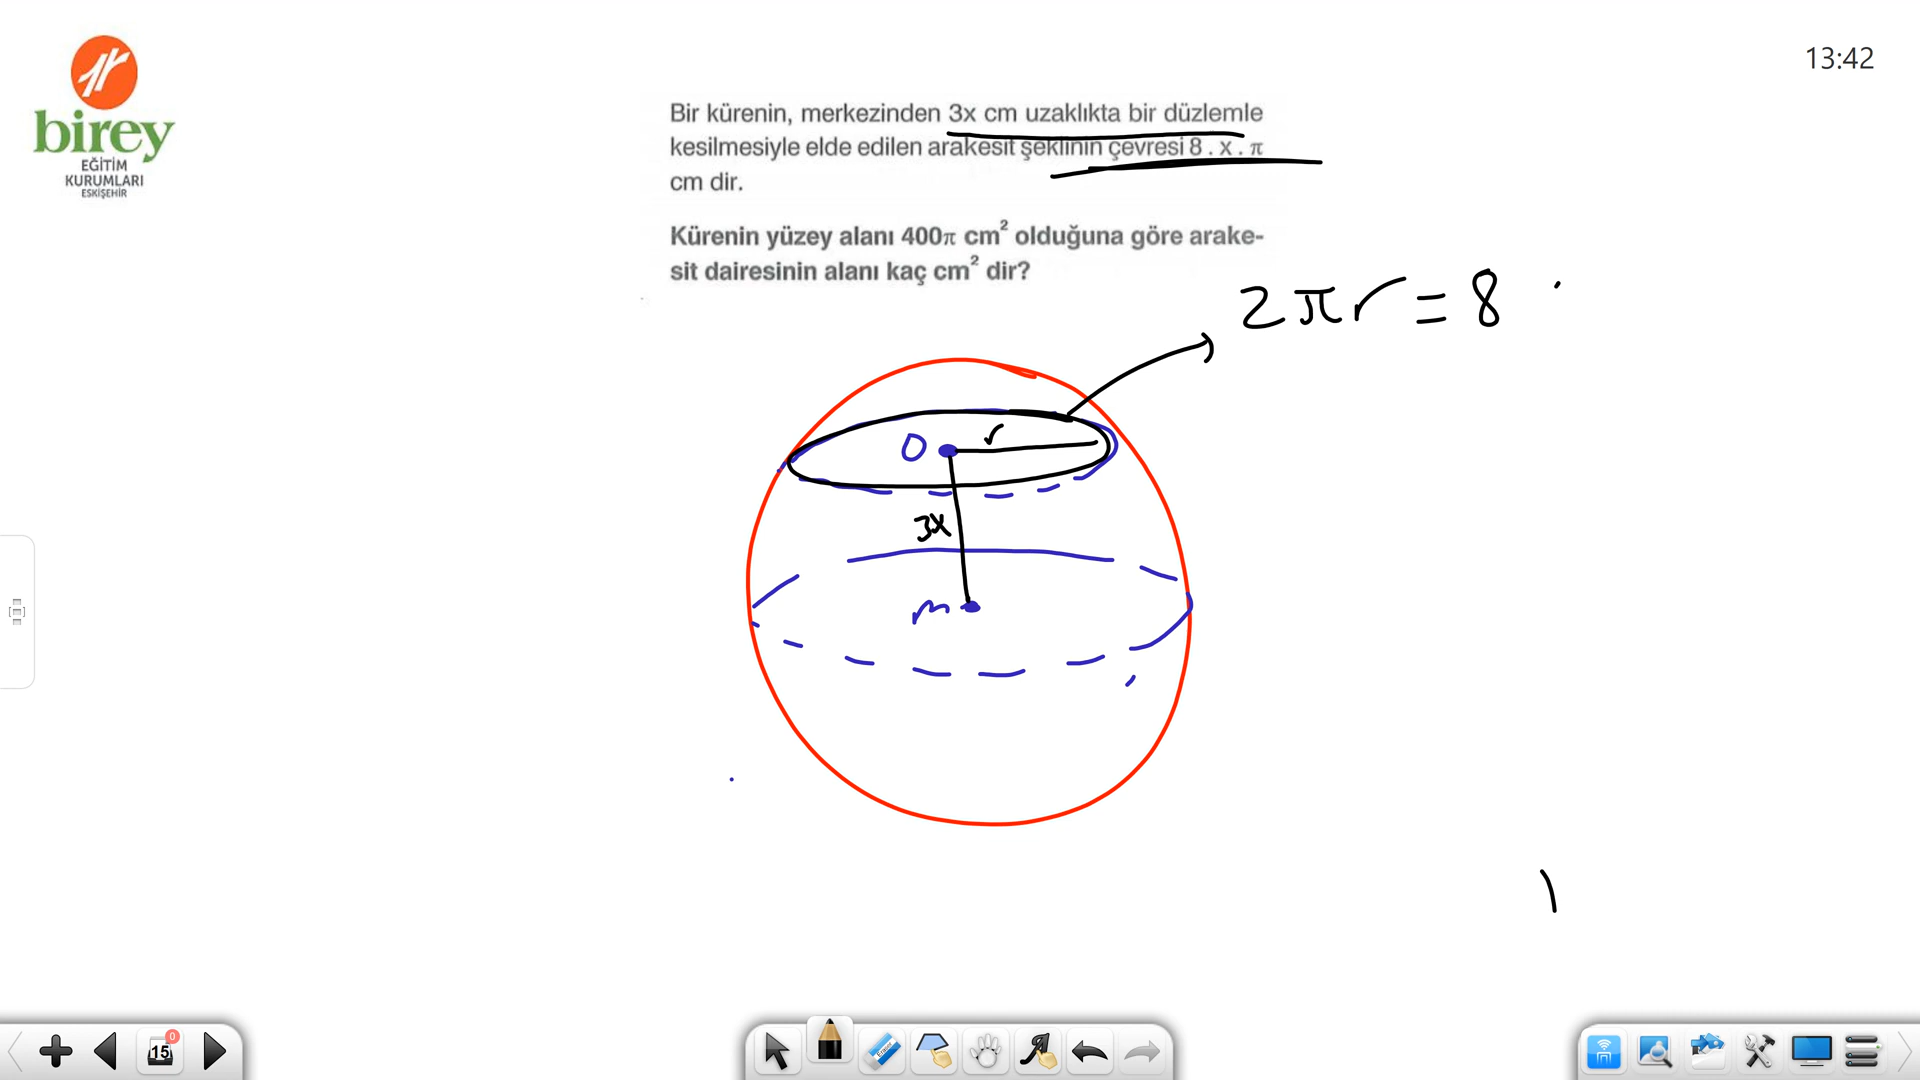 13:42
birey
EĞİTİM
KURUMLARI
ESKİŞEHİR
Bir kürenin, merkezinden 3x cm uzaklıkta bir düzlemle
kesilmesiyle elde edilen arakesit şeklinin çevresi 8 . x . π
cm dir.
Kürenin yüzey alanı 400π cm² olduğuna göre arake-
sit dairesinin alanı kaç cm² dir?
2πr = 8
O
r
3x
m
0
15